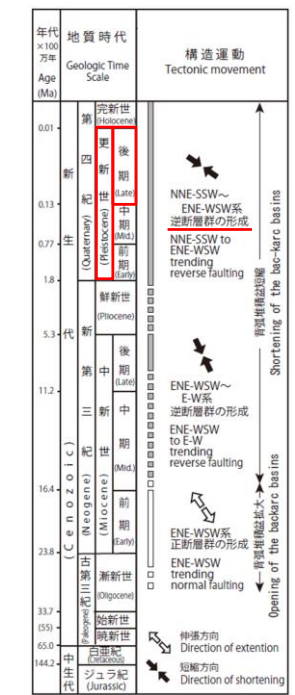 年代
×100
万年
Age
(Ma)
地質時代
Geologic Time
Scale
構造運動
Tectonic movement
0.01
0.13
0.77
1.8
5.3
11.2
16.4
23.8
33.7
(55)
65.0
144.2
新生代
(Cenozoic)
中生代
第四紀
(Quaternary)
新第三紀
(Neogene)
古第三紀
(Paleogene)
完新世
(Holocene)
更新世
(Pleistocene)
後期
(Late)
中期
(Mid.)
前期
(Early)
鮮新世
(Pliocene)
中新世
(Miocene)
後期
(Late)
中期
(Mid.)
前期
(Early)
漸新世
(Oligocene)
始新世
暁新世
白亜紀
(Cretaceous)
ジュラ紀
(Jurassic)
NNE-SSW～
ENE-WSW系
逆断層群の形成
NNE-SSW to
ENE-WSW
trending
reverse faulting
ENE-WSW～
E-W系
逆断層群の形成
ENE-WSW
to E-W
trending
reverse faulting
ENE-WSW系
正断層群の形成
ENE-WSW
trending
normal faulting
背弧堆積盆短縮
Shortening of the bac-karc basins
背弧堆積盆拡大
Opening of the backarc basins
伸張方向
Direction of extention
短縮方向
Direction of shortening